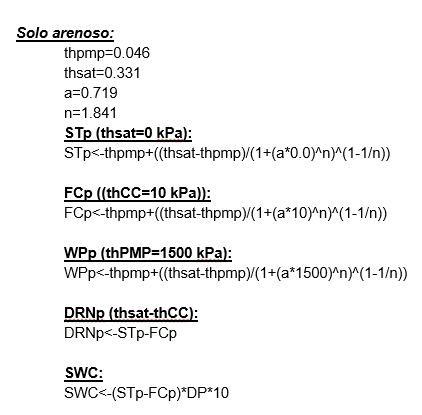 Solo arenoso:
thpmp=0.046
thsat=0.331
a=0.719
n=1.841
STp (thsat=0 kPa):
STp<-thpmp+((thsat-thpmp)/(1+(a*0.0)^n)^(1-1/n))
FCp ((thCC=10 kPa)):
FCp<-thpmp+((thsat-thpmp)/(1+(a*10)^n)^(1-1/n))
WPp (thPMP=1500 kPa):
WPp<-thpmp+((thsat-thpmp)/(1+(a*1500)^n)^(1-1/n))
DRNp (thsat-thCC):
DRNp<-STp-FCp
SWC:
SWC<-(STp-FCp)*DP*10